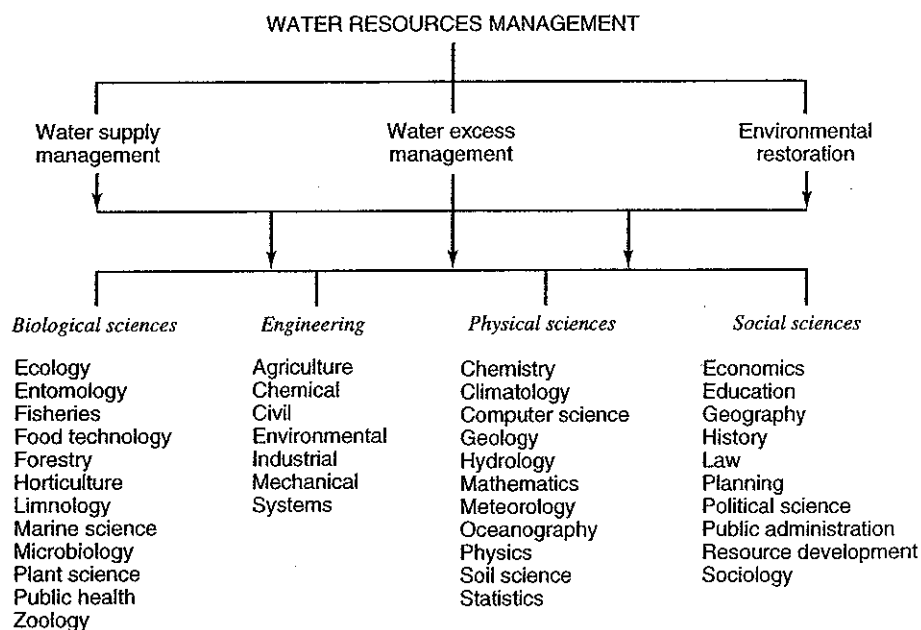 WATER RESOURCES MANAGEMENT
Water supply
management
Water excess
management
Environmental
restoration
Biological sciences
Ecology
Entomology
Fisheries
Food technology
Forestry
Horticulture
Limnology
Marine science
Microbiology
Plant science
Public health
Zoology
Engineering
Agriculture
Chemical
Civil
Environmental
Industrial
Mechanical
Systems
Physical sciences
Chemistry
Climatology
Computer science
Geology
Hydrology
Mathematics
Meteorology
Oceanography
Physics
Soil science
Statistics
Social sciences
Economics
Education
Geography
History
Law
Planning
Political science
Public administration
Resource development
Sociology